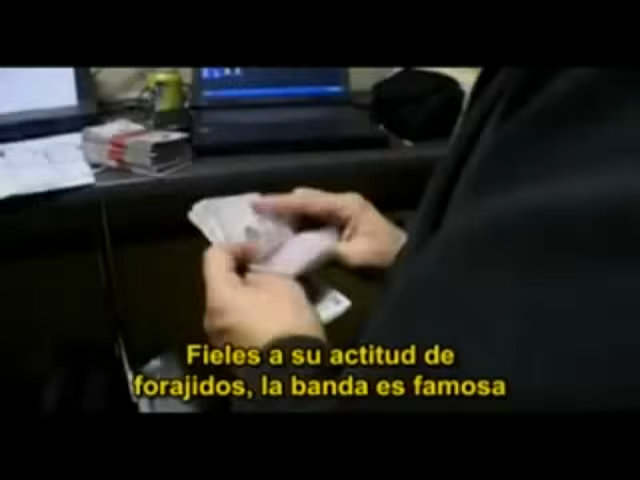 Fieles a su actitud de
forajidos, la banda es famosa